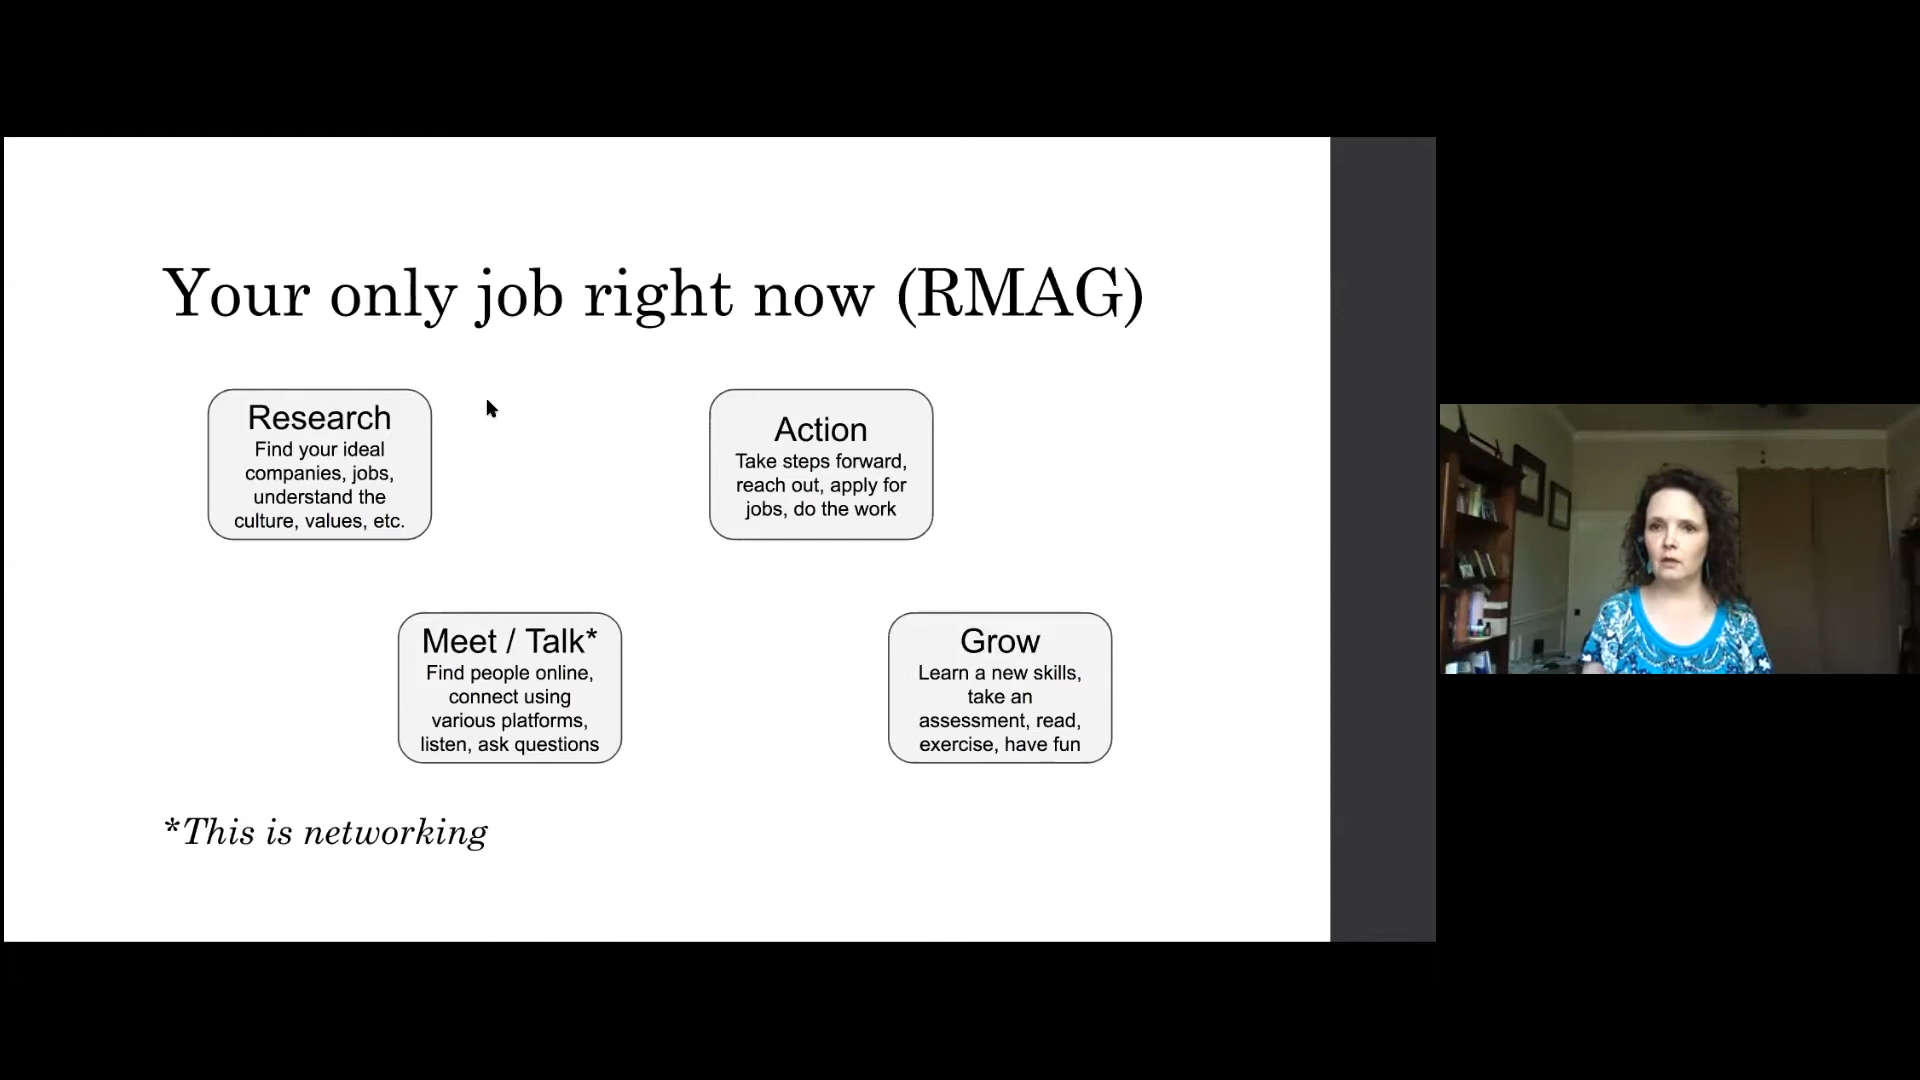 Your only job right now (RMAG)
Research
Find your ideal
companies, jobs,
understand the
culture, values, etc.
Action
Take steps forward,
reach out, apply for
jobs, do the work
Meet / Talk*
Find people online,
connect using
various platforms,
listen, ask questions
Grow
Learn a new skills,
take an
assessment, read,
exercise, have fun
*This is networking